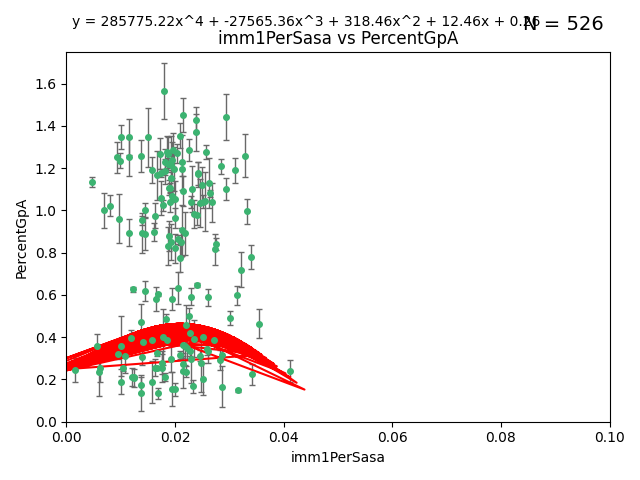 y = 285775.22x^4 + -27565.36x^3 + 318.46x^2 + 12.46x + 0.26
N = 526
imm1PerSasa vs PercentGpA
1.6
1.4
1.2
1.0
0.8
0.6
0.4
0.2
0.0
PercentGpA
0.00 0.02 0.04 0.06 0.08 0.10
imm1PerSasa